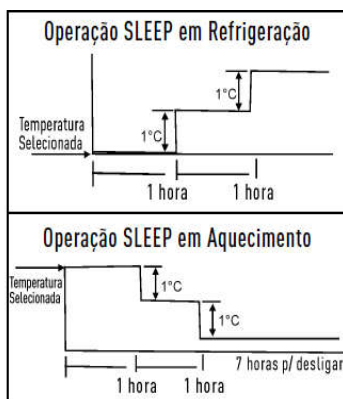 Operação SLEEP em Refrigeração
1°C
Temperatura
Selecionada
1°C
1 hora
1 hora
Operação SLEEP em Aquecimento
Temperatura
Selecionada
1°C
1°C
7 horas p/ desligar
1 hora
1 hora